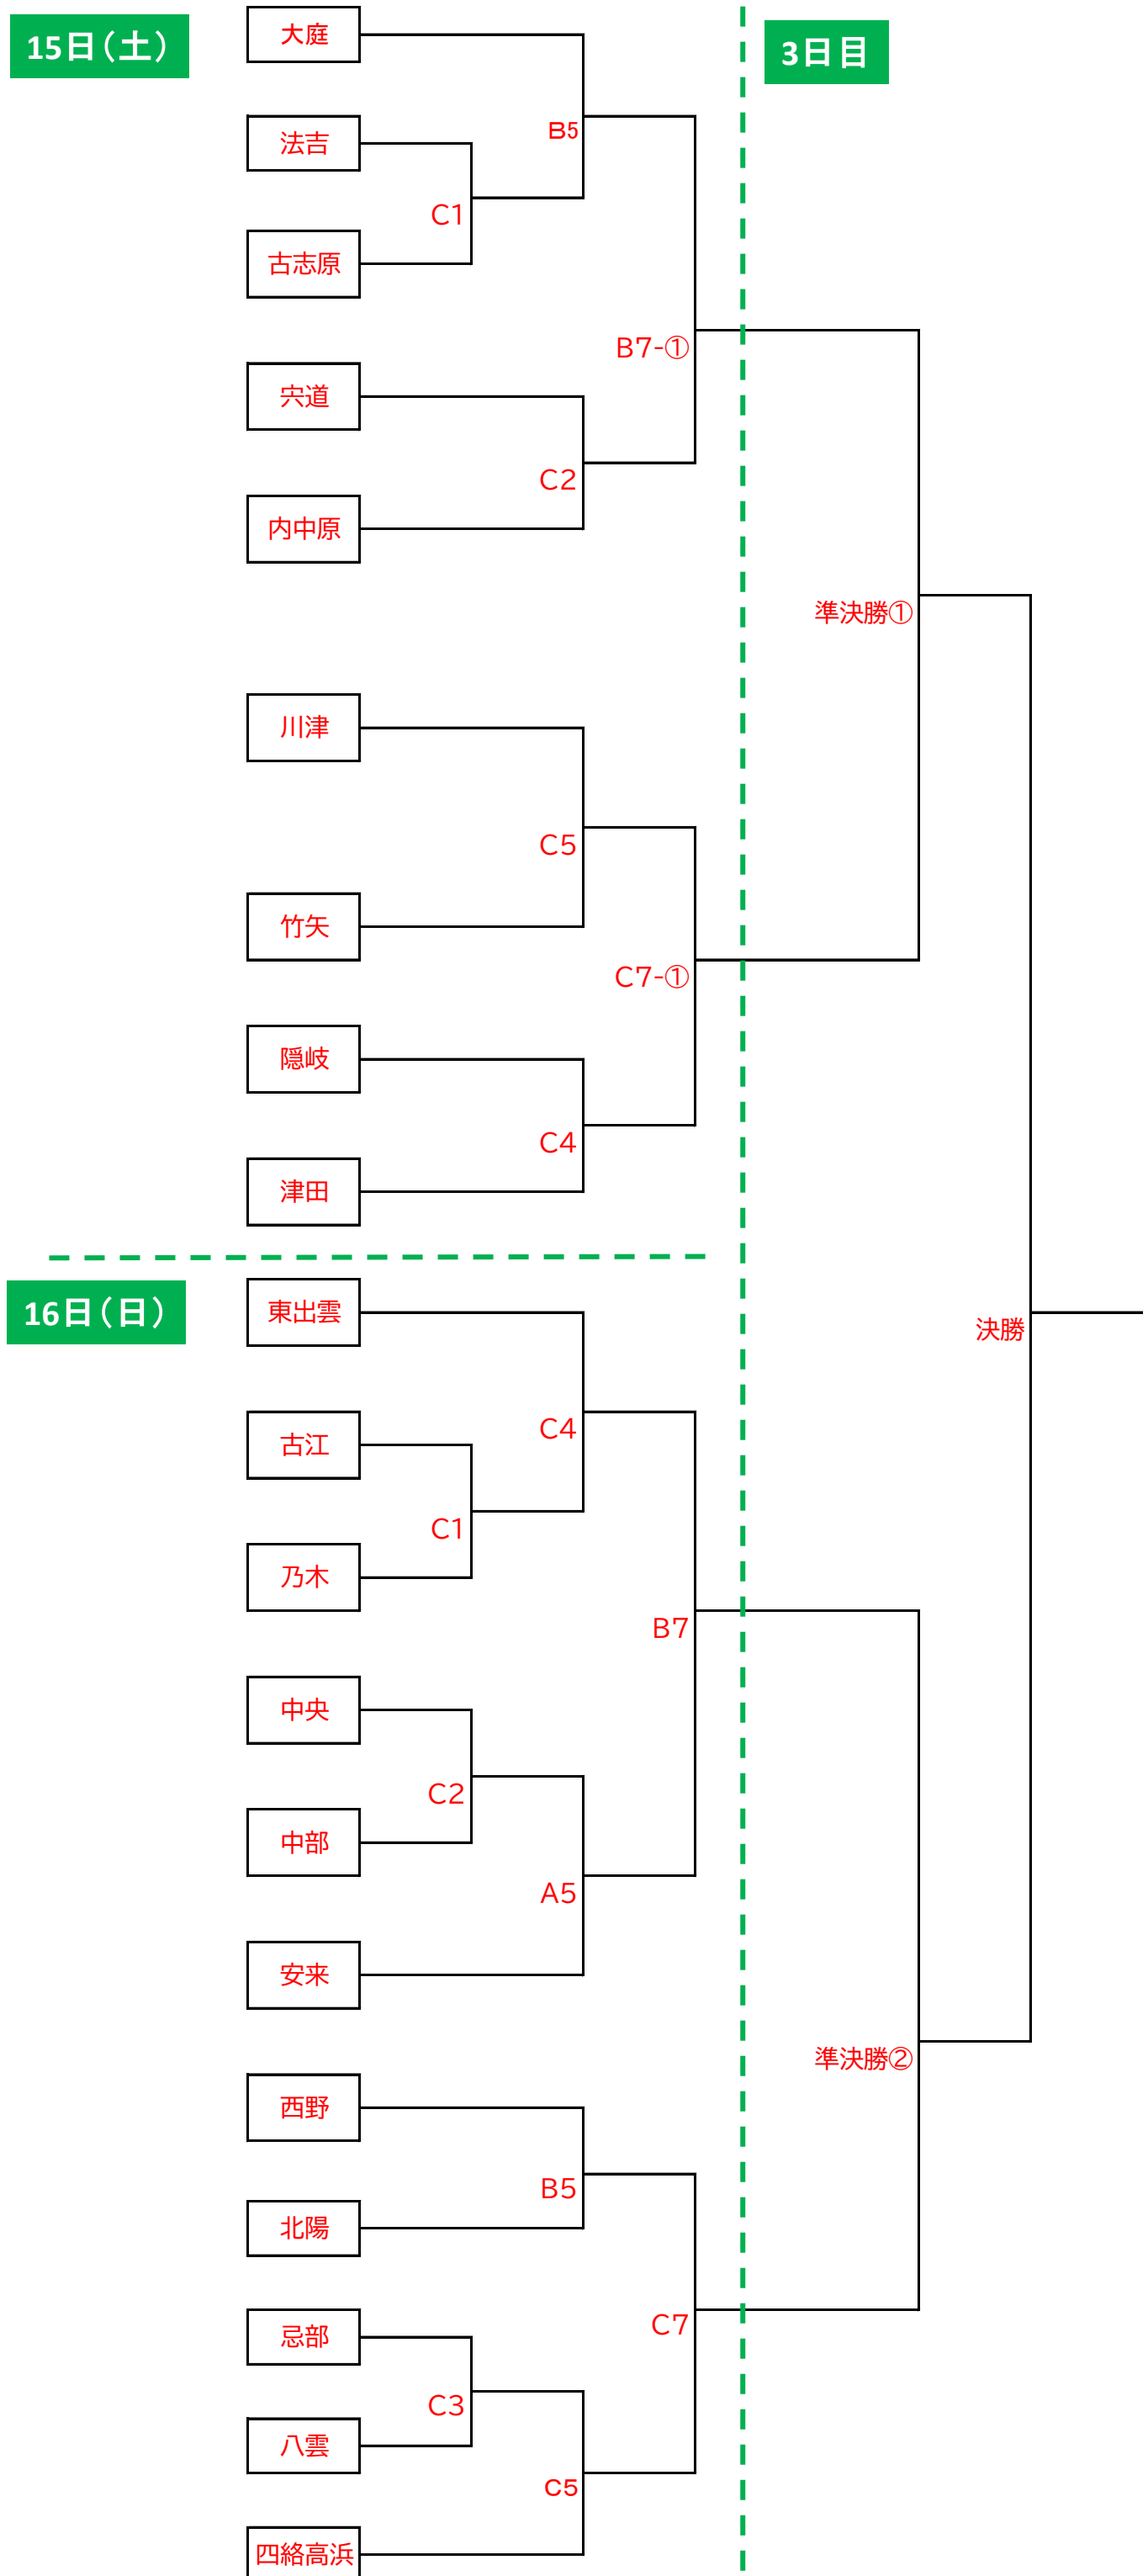 15日（土）
3日目
大庭
B5
法吉
C1
古志原
B7-①
宍道
C2
内中原
準決勝①
川津
C5
竹矢
C7-①
隠岐
C4
津田
16日（日）
東出雲
決勝
C4
古江
C1
乃木
B7
中央
C2
中部
A5
安来
準決勝②
西野
B5
北陽
C7
忌部
C3
八雲
C5
四絡高浜